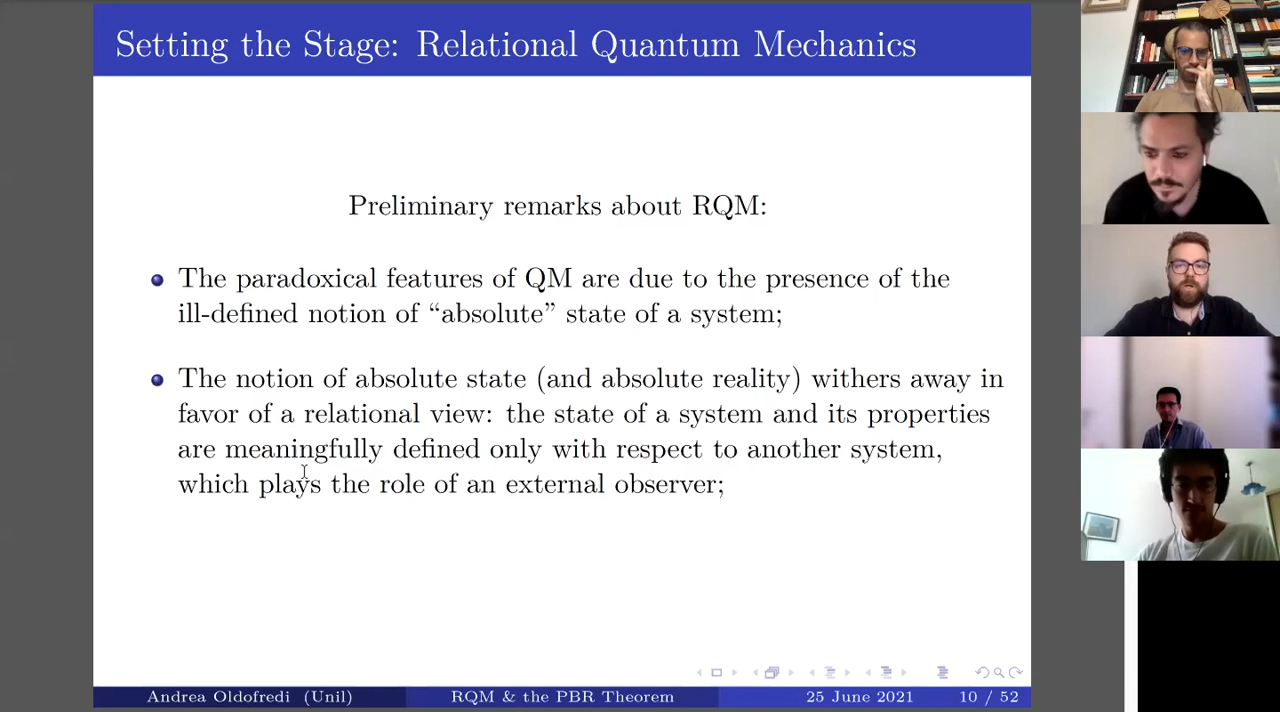 Setting the Stage: Relational Quantum Mechanics
Preliminary remarks about RQM:
The paradoxical features of QM are due to the presence of the
ill-defined notion of “absolute” state of a system;
The notion of absolute state (and absolute reality) withers away in
favor of a relational view: the state of a system and its properties
are meaningfully defined only with respect to another system,
which plays the role of an external observer;
Andrea Oldofredi (Unil) RQM & the PBR Theorem 25 June 2021 10 / 52